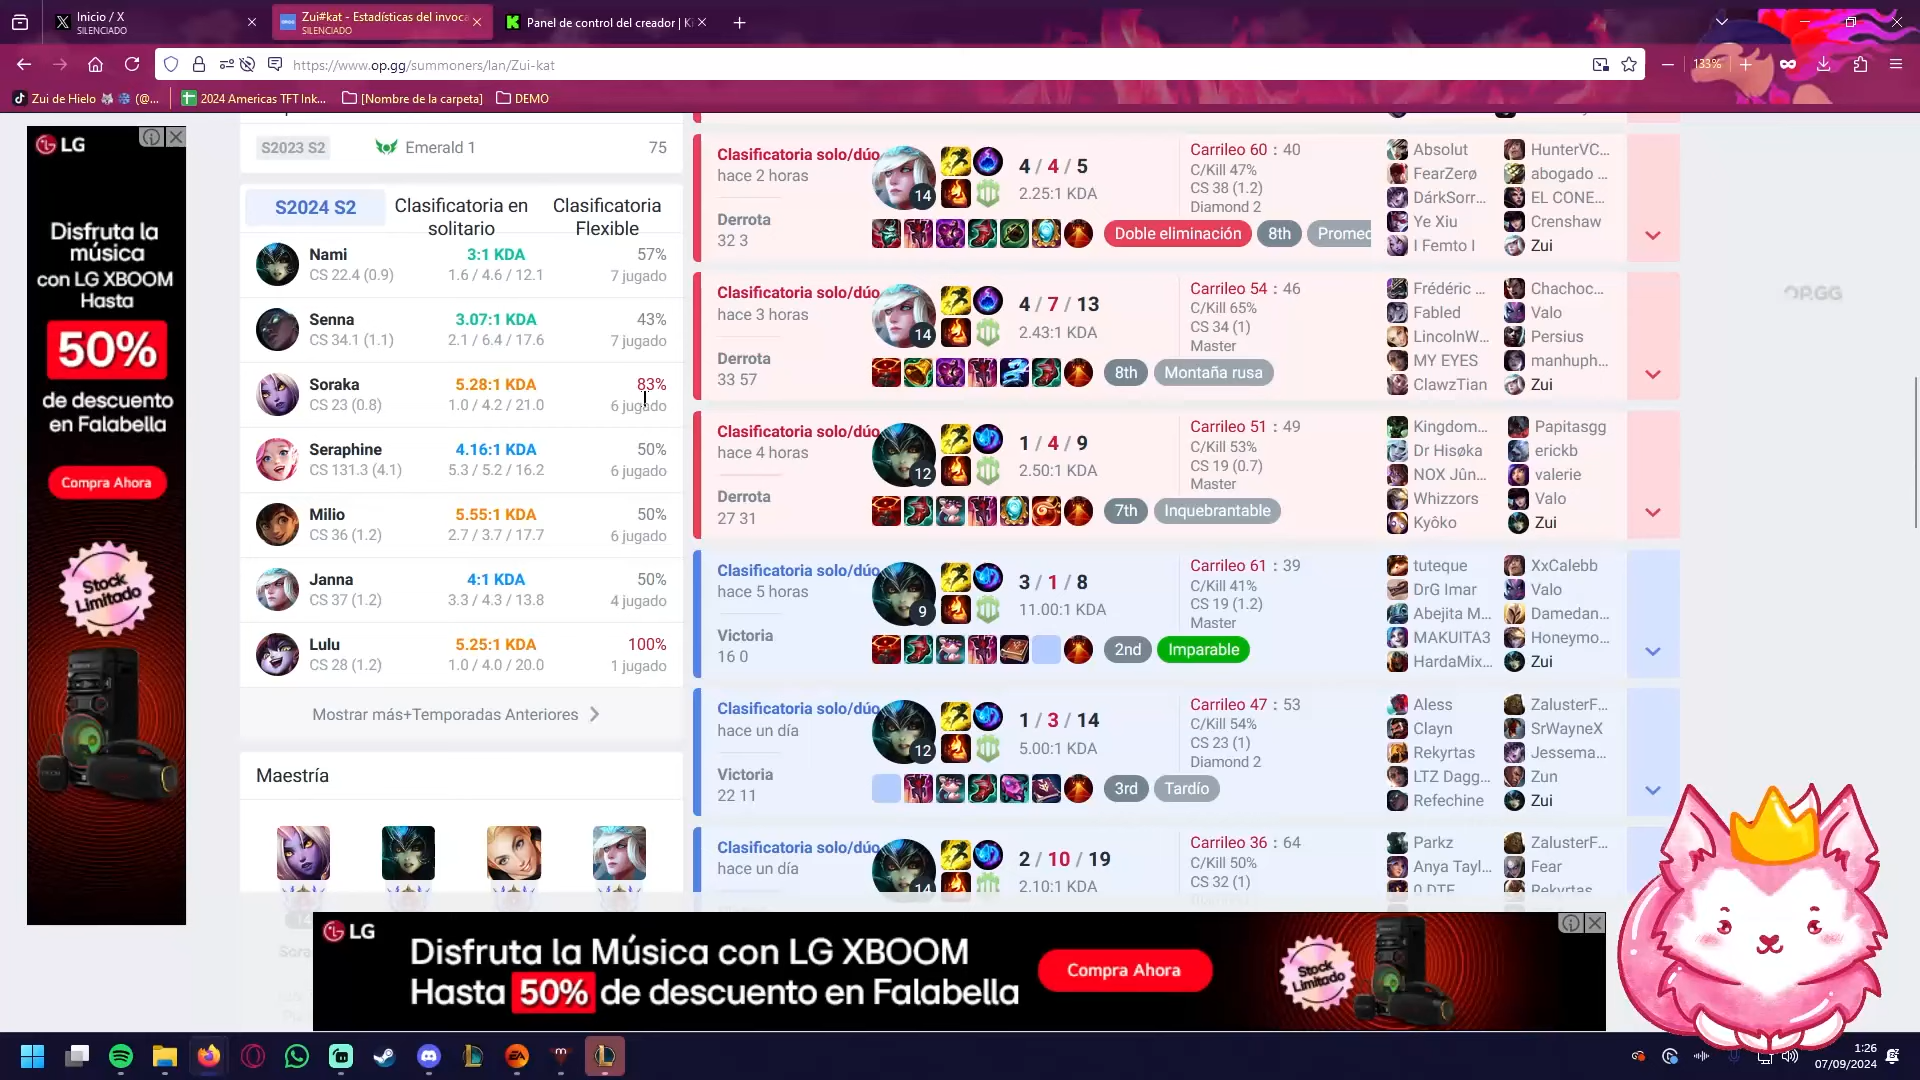 Inicio / X
SILENCIADO
Zui#kat - Estadísticas del invoca
SILENCIADO
Panel de control del creador | Ki
https://www.op.gg/summoners/lan/Zui-kat
133%
Zui de Hielo
2024 Americas TFT Ink...
[Nombre de la carpeta]
DEMO
LG
Disfruta la
música
con LG XBOOM
Hasta
50%
de descuento
en Falabella
Compra Ahora
Stock
Limitado
S2023 S2
Emerald 1
75
S2024 S2
Clasificatoria en
solitario
Clasificatoria
Flexible
Nami
3:1 KDA
57%
CS 22.4 (0.9)
1.6 / 4.6 / 12.1
7 jugado
Senna
3.07:1 KDA
43%
CS 34.1 (1.1)
2.1 / 6.4 / 17.6
7 jugado
Soraka
5.28:1 KDA
83%
CS 23 (0.8)
1.0 / 4.2 / 21.0
6 jugado
Seraphine
4.16:1 KDA
50%
CS 131.3 (4.1)
5.3 / 5.2 / 16.2
6 jugado
Milio
5.55:1 KDA
50%
CS 36 (1.2)
2.7 / 3.7 / 17.7
6 jugado
Janna
4:1 KDA
50%
CS 37 (1.2)
3.3 / 4.3 / 13.8
4 jugado
Lulu
5.25:1 KDA
100%
CS 28 (1.2)
1.0 / 4.0 / 20.0
1 jugado
Mostrar más+Temporadas Anteriores
Maestría
Clasificatoria solo/dúo
hace 2 horas
Derrota
32 3
14
4 / 4 / 5
2.25:1 KDA
Carrileo 60 : 40
C/Kill 47%
CS 38 (1.2)
Diamond 2
Doble eliminación
8th
Promec
Absolut
FearZerø
DárkSorr...
Ye Xiu
I Femto I
HunterVC...
abogado ...
EL CONE...
Crenshaw
Zui
Clasificatoria solo/dúo
hace 3 horas
Derrota
33 57
14
4 / 7 / 13
2.43:1 KDA
Carrileo 54 : 46
C/Kill 65%
CS 34 (1)
Master
8th
Montaña rusa
Frédéric ...
Fabled
LincolnW...
MY EYES
ClawzTian
Chachoc...
Valo
Persius
manhuph...
Zui
Clasificatoria solo/dúo
hace 4 horas
Derrota
27 31
12
1 / 4 / 9
2.50:1 KDA
Carrileo 51 : 49
C/Kill 53%
CS 19 (0.7)
Master
7th
Inquebrantable
Kingdom...
Dr Hisøka
NOX Jûn...
Whizzors
Kyôko
Papitasgg
erickb
valerie
Valo
Zui
Clasificatoria solo/dúo
hace 5 horas
Victoria
16 0
9
3 / 1 / 8
11.00:1 KDA
Carrileo 61 : 39
C/Kill 41%
CS 19 (1.2)
Master
2nd
Imparable
tuteque
DrG Imar
Abejita M...
MAKUITA3
HardaMix...
XxCalebb
Valo
Damedan...
Honeymo...
Zui
Clasificatoria solo/dúo
hace un día
Victoria
22 11
12
1 / 3 / 14
5.00:1 KDA
Carrileo 47 : 53
C/Kill 54%
CS 23 (1)
Diamond 2
3rd
Tardío
Aless
Clayn
Rekyrtas
LTZ Dagg...
Refechine
ZalusterF...
SrWayneX
Jessema...
Zun
Zui
Clasificatoria solo/dúo
hace un día
14
2 / 10 / 19
2.10:1 KDA
Carrileo 36 : 64
C/Kill 50%
CS 32 (1)
Parkz
Anya Tayl...
ZalusterF...
Fear
Rekyrtas
OP.GG
LG
Disfruta la Música con LG XBOOM
Hasta 50% de descuento en Falabella
Compra Ahora
Stock
Limitado
1:26
07/09/2024